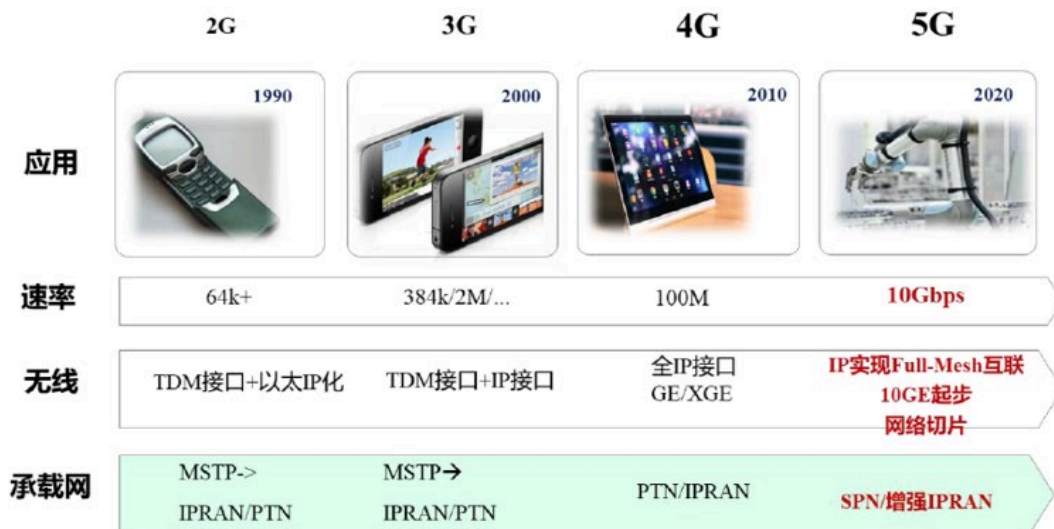 2G 3G 4G 5G
1990 2000 2010 2020
应用
速率 64k+ 384k/2M/... 100M 10Gbps
无线 TDM接口+以太IP化 TDM接口+IP接口 全IP接口 IP实现Full-Mesh互联
GE/XGE 10GE起步
网络切片
承载网 MSTP-> MSTP→ PTN/IPRAN SPN/增强IPRAN
IPRAN/PTN IPRAN/PTN